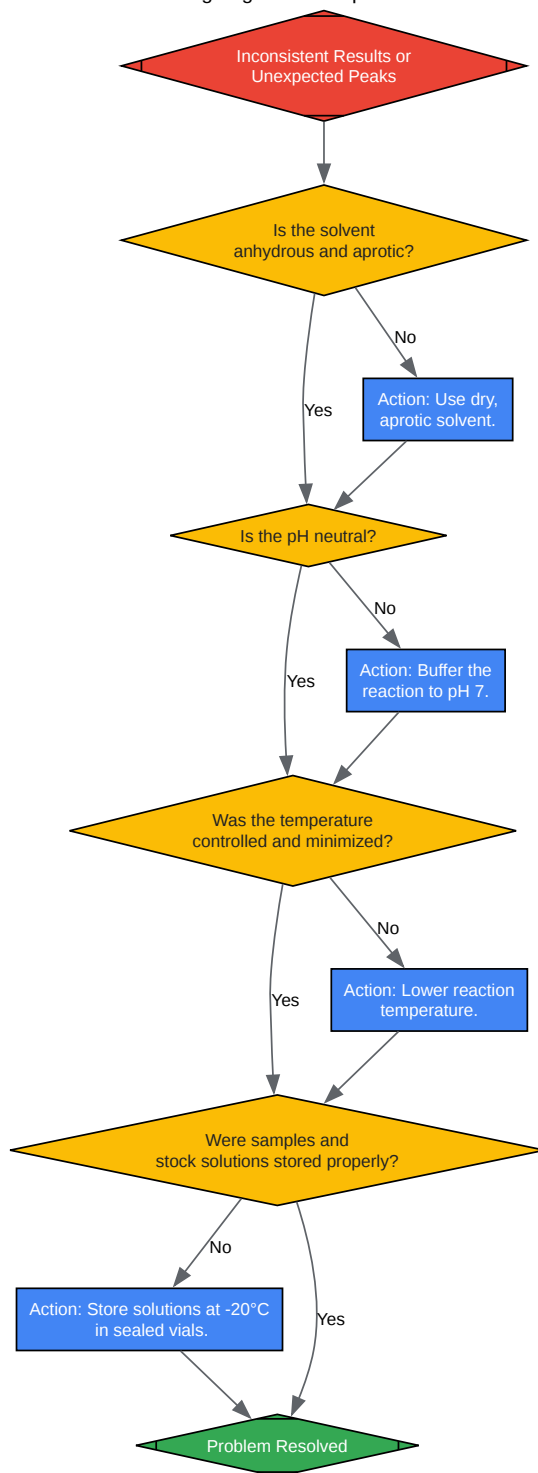 Inconsistent Results or
Unexpected Peaks
Is the solvent
anhydrous and aprotic?
No
Action: Use dry,
aprotic solvent.
Yes
Is the pH neutral?
No
Action: Buffer the
reaction to pH 7.
Yes
Was the temperature
controlled and minimized?
No
Action: Lower reaction
temperature.
Yes
Were samples and
stock solutions stored properly?
No
Action: Store solutions at -20°C
in sealed vials.
Yes
Problem Resolved